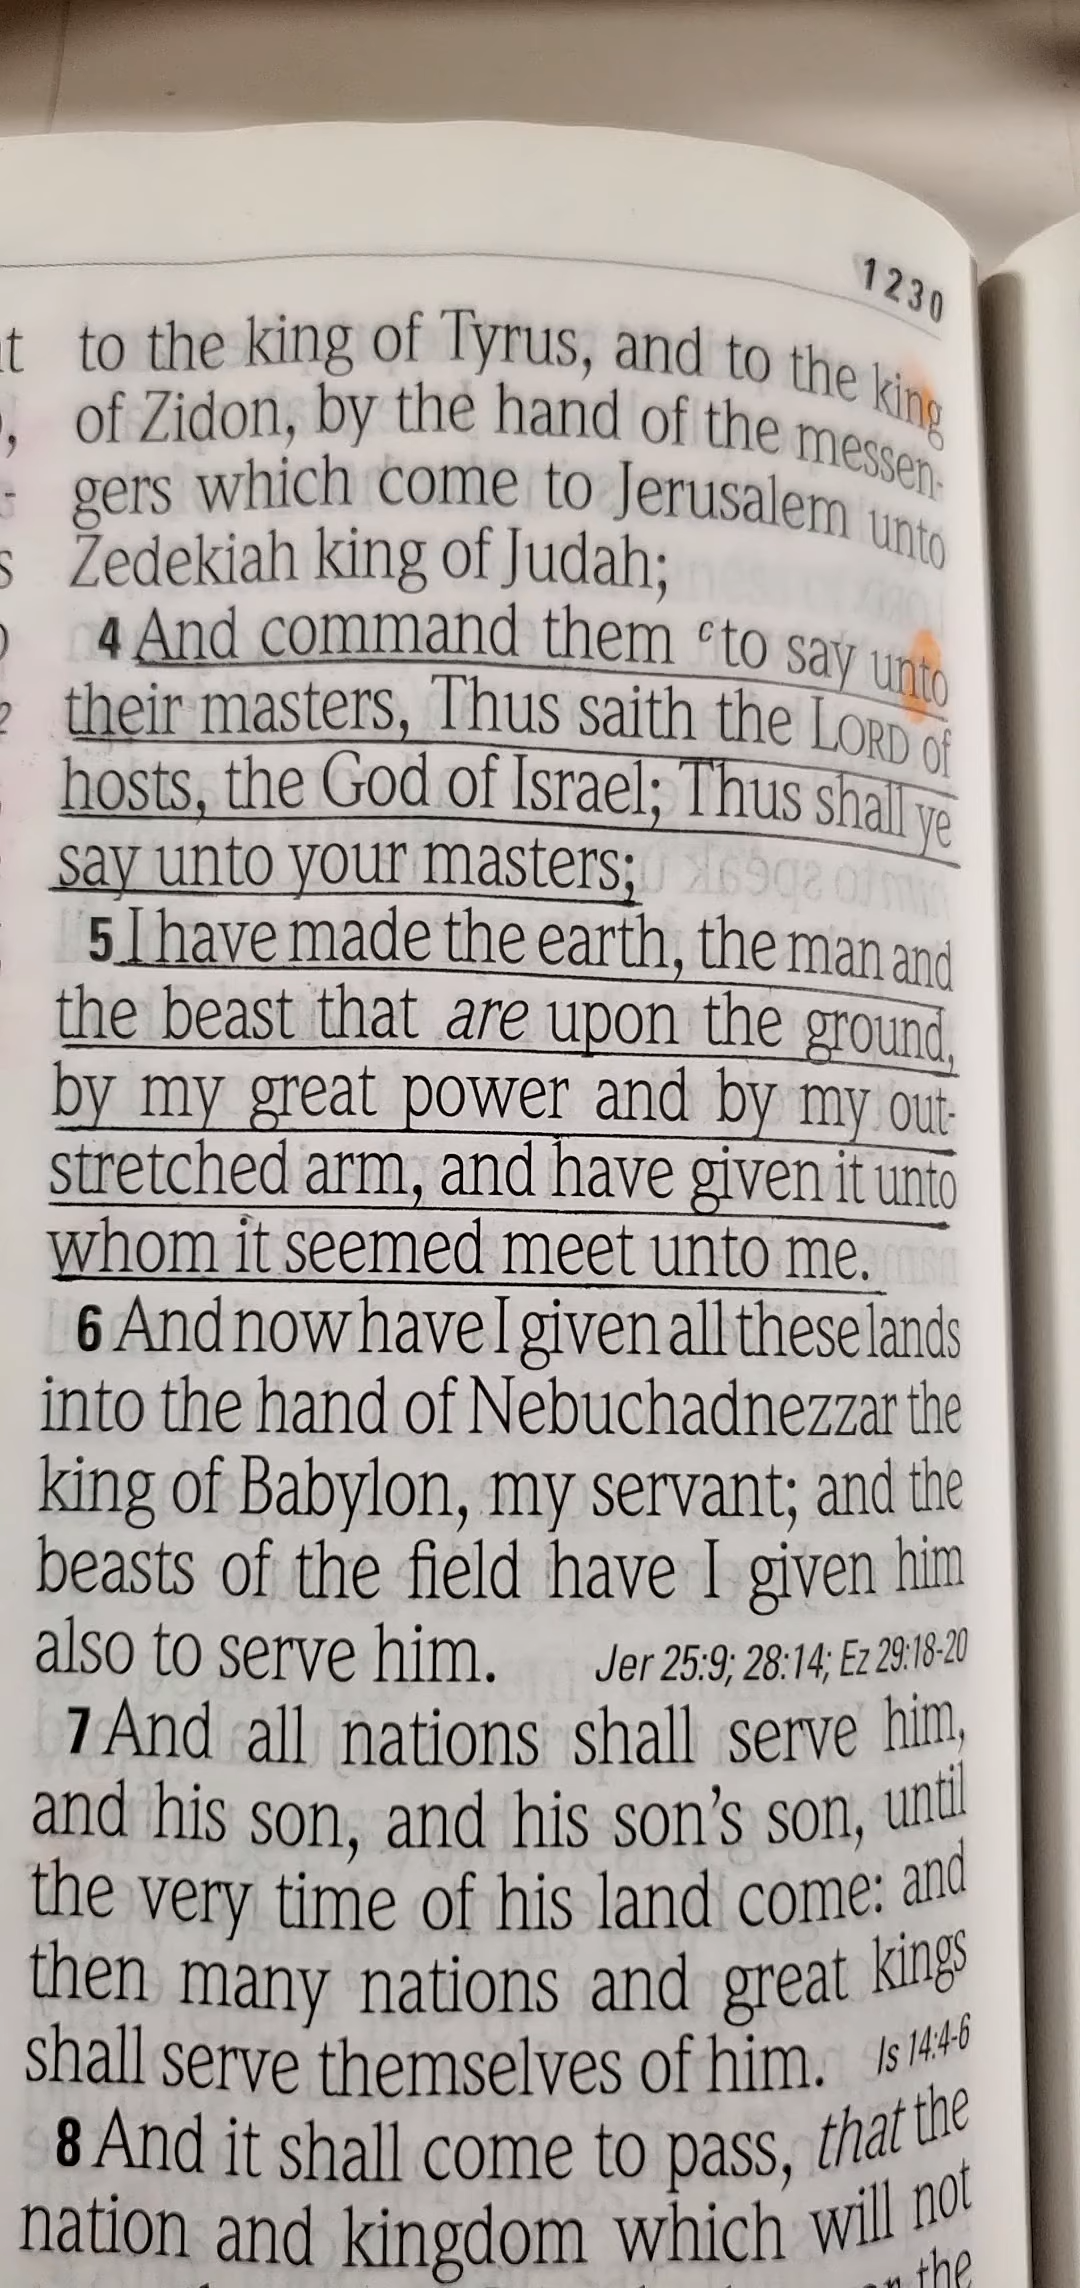 1230
to the king of Tyrus, and to the king
of Zidon, by the hand of the messen-
gers which come to Jerusalem unto
Zedekiah king of Judah;
4 And command them ᶜto say unto
their masters, Thus saith the LORD of
hosts, the God of Israel; Thus shall ye
say unto your masters;
5 I have made the earth, the man and
the beast that are upon the ground,
by my great power and by my out-
stretched arm, and have given it unto
whom it seemed meet unto me.
6 And now have I given all these lands
into the hand of Nebuchadnezzar the
king of Babylon, my servant; and the
beasts of the field have I given him
also to serve him. Jer 25:9; 28:14; Ez 29:18-20
7 And all nations shall serve him,
and his son, and his son's son, until
the very time of his land come: and
then many nations and great kings
shall serve themselves of him. Is 14:4-6
8 And it shall come to pass, that the
nation and kingdom which will not
the